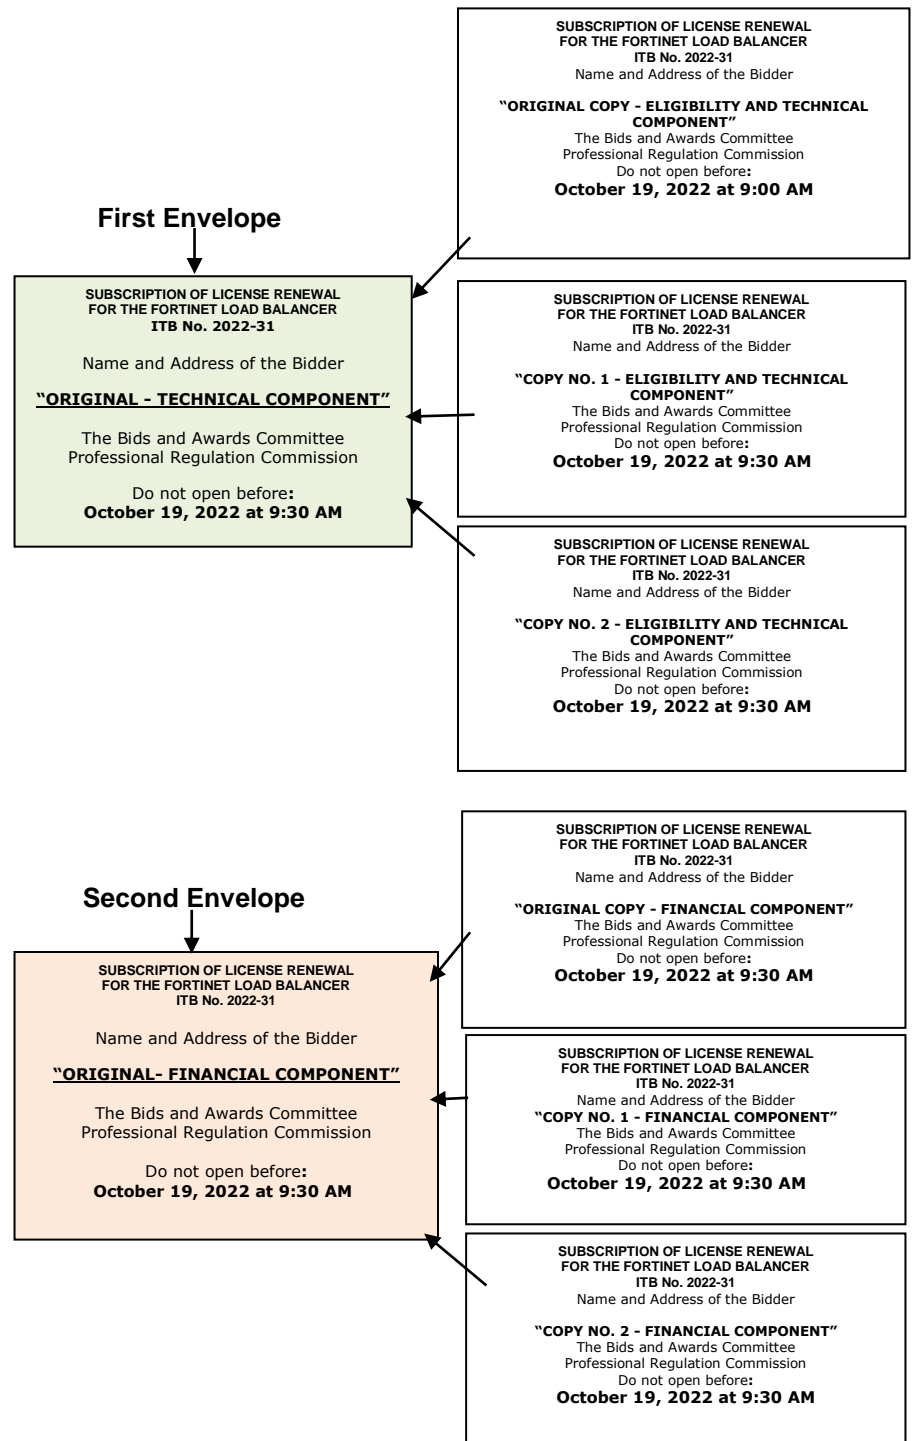 SUBSCRIPTION OF LICENSE RENEWAL
FOR THE FORTINET LOAD BALANCER
ITB No. 2022-31
Name and Address of the Bidder
“ORIGINAL COPY - ELIGIBILITY AND TECHNICAL
COMPONENT”
The Bids and Awards Committee
Professional Regulation Commission
Do not open before:
October 19, 2022 at 9:00 AM
First Envelope
SUBSCRIPTION OF LICENSE RENEWAL
FOR THE FORTINET LOAD BALANCER
ITB No. 2022-31
Name and Address of the Bidder
“ORIGINAL - TECHNICAL COMPONENT”
The Bids and Awards Committee
Professional Regulation Commission
Do not open before:
October 19, 2022 at 9:30 AM
SUBSCRIPTION OF LICENSE RENEWAL
FOR THE FORTINET LOAD BALANCER
ITB No. 2022-31
Name and Address of the Bidder
“COPY NO. 1 - ELIGIBILITY AND TECHNICAL
COMPONENT”
The Bids and Awards Committee
Professional Regulation Commission
Do not open before:
October 19, 2022 at 9:30 AM
SUBSCRIPTION OF LICENSE RENEWAL
FOR THE FORTINET LOAD BALANCER
ITB No. 2022-31
Name and Address of the Bidder
“COPY NO. 2 - ELIGIBILITY AND TECHNICAL
COMPONENT”
The Bids and Awards Committee
Professional Regulation Commission
Do not open before:
October 19, 2022 at 9:30 AM
SUBSCRIPTION OF LICENSE RENEWAL
FOR THE FORTINET LOAD BALANCER
ITB No. 2022-31
Name and Address of the Bidder
“ORIGINAL COPY - FINANCIAL COMPONENT”
The Bids and Awards Committee
Professional Regulation Commission
Do not open before:
October 19, 2022 at 9:30 AM
Second Envelope
SUBSCRIPTION OF LICENSE RENEWAL
FOR THE FORTINET LOAD BALANCER
ITB No. 2022-31
Name and Address of the Bidder
“ORIGINAL- FINANCIAL COMPONENT”
The Bids and Awards Committee
Professional Regulation Commission
Do not open before:
October 19, 2022 at 9:30 AM
SUBSCRIPTION OF LICENSE RENEWAL
FOR THE FORTINET LOAD BALANCER
ITB No. 2022-31
Name and Address of the Bidder
“COPY NO. 1 - FINANCIAL COMPONENT”
The Bids and Awards Committee
Professional Regulation Commission
Do not open before:
October 19, 2022 at 9:30 AM
SUBSCRIPTION OF LICENSE RENEWAL
FOR THE FORTINET LOAD BALANCER
ITB No. 2022-31
Name and Address of the Bidder
“COPY NO. 2 - FINANCIAL COMPONENT”
The Bids and Awards Committee
Professional Regulation Commission
Do not open before:
October 19, 2022 at 9:30 AM